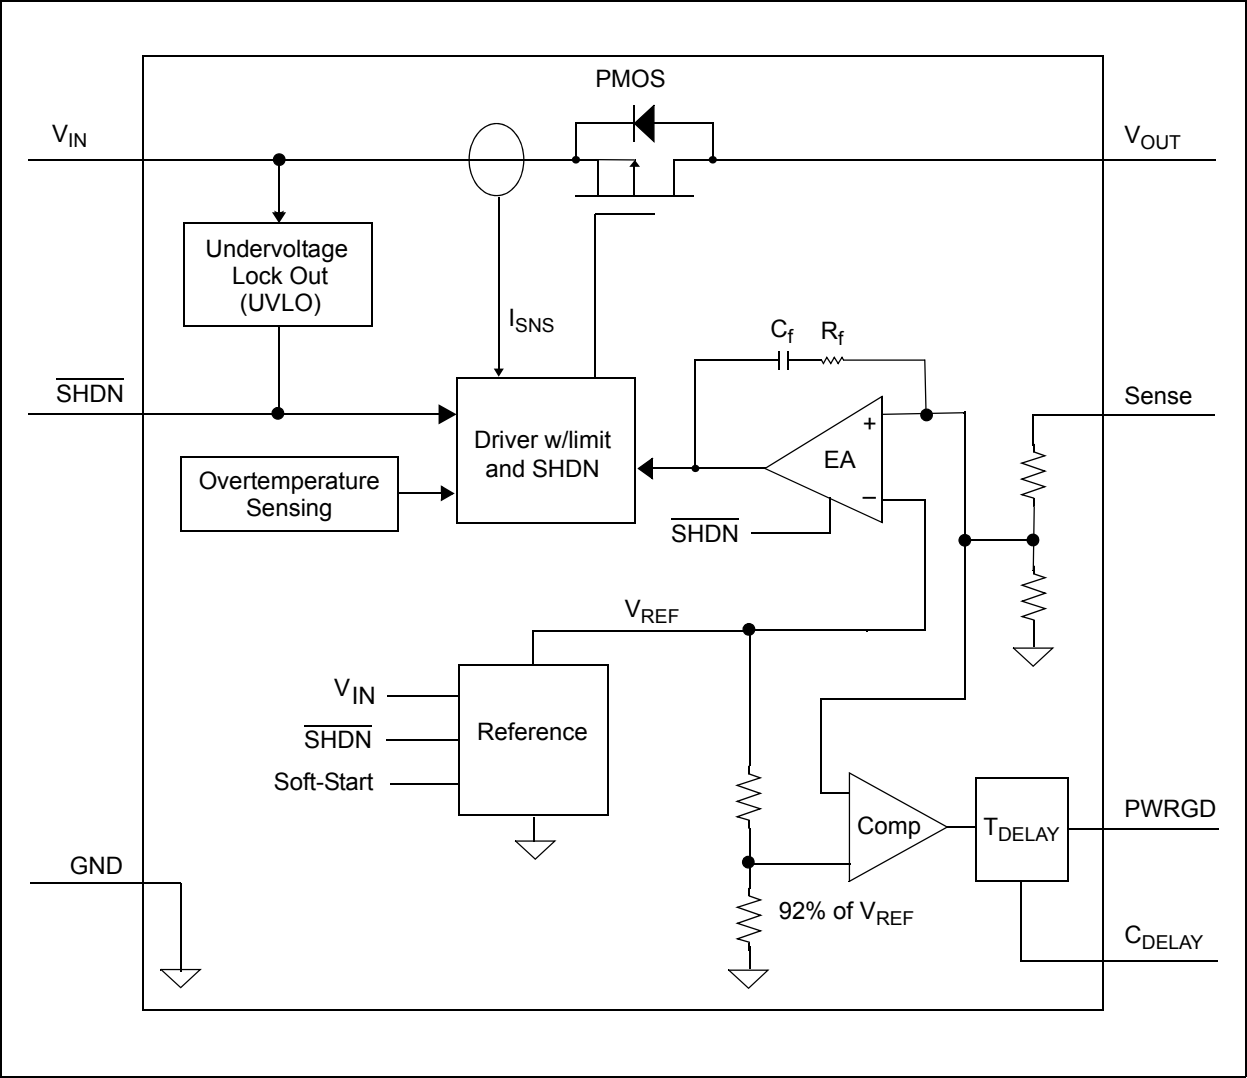 PMOS
VIN
VOUT
Undervoltage
Lock Out
(UVLO)
ISNS
Cf Rf
SHDN
Sense
Driver w/limit
and SHDN
+
EA
−
Overtemperature
Sensing
SHDN
VREF
VIN
SHDN
Soft-Start
Reference
Comp
TDELAY
PWRGD
GND
92% of VREF
CDELAY